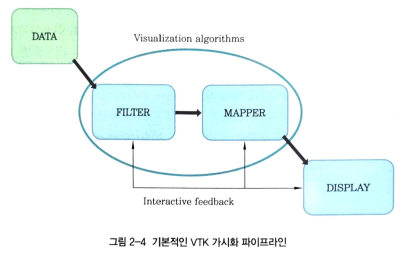 DATA
Visualization algorithms
FILTER
MAPPER
DISPLAY
Interactive feedback
그림 2-4 기본적인 VTK 가시화 파이프라인